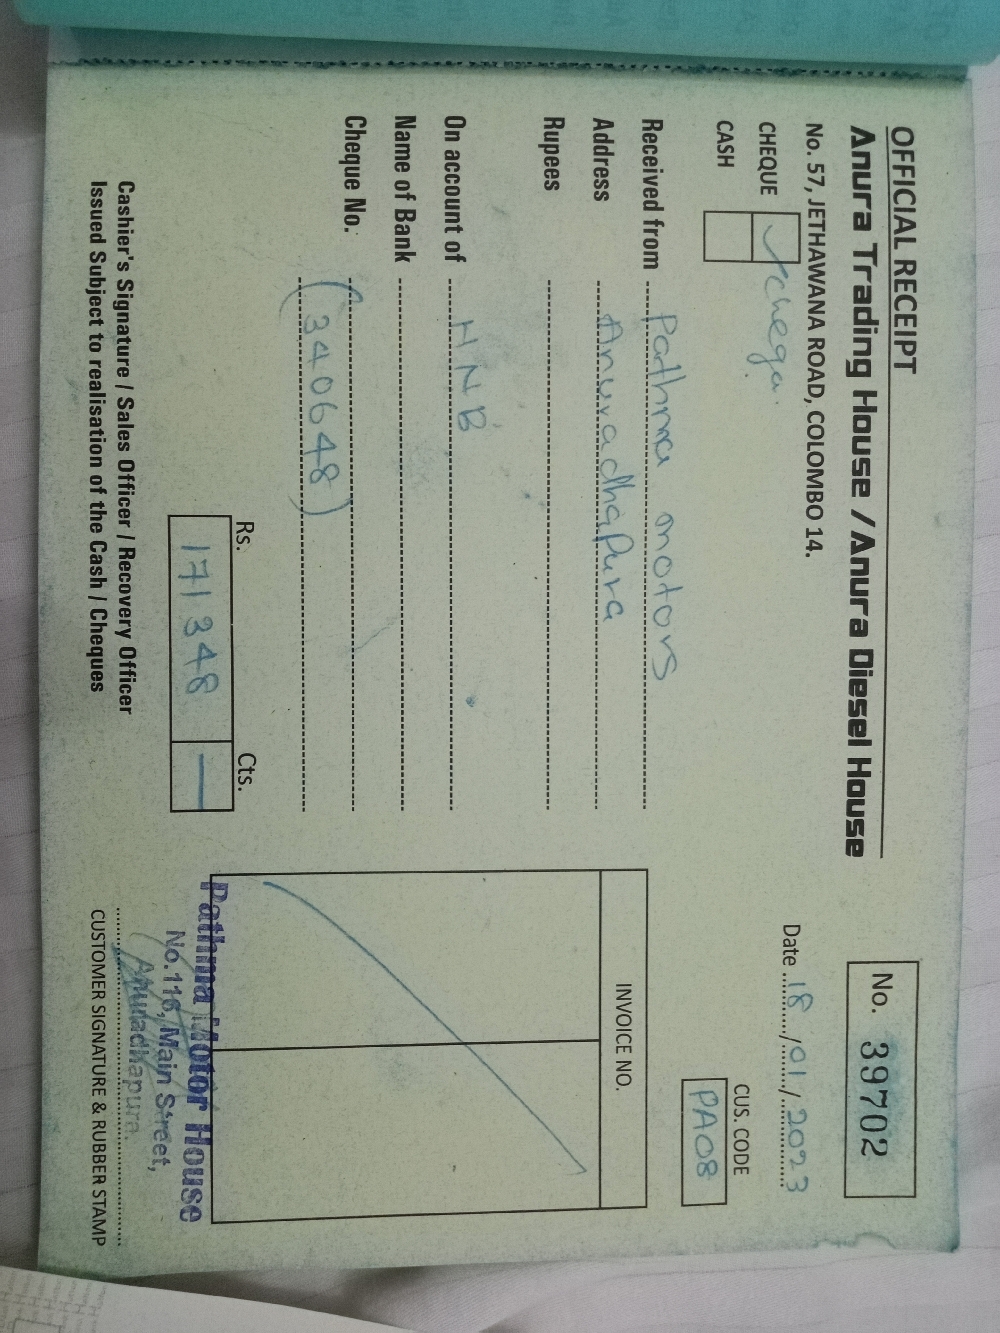 OFFICIAL RECEIPT
Anura Trading House / Anura Diesel House
No. 57, JETHAWANA ROAD, COLOMBO 14.
No. 39702
Date 18/01/2023
CHEQUE chega.
CASH
CUS. CODE
PA08
Received from Pathma motors
Address Anuradhapura
Rupees
On account of HNB
Name of Bank
Cheque No.
(340648)
INVOICE NO.
Rs. Cts.
171348 —
Cashier's Signature / Sales Officer / Recovery Officer
Issued Subject to realisation of the Cash / Cheques
Pathma Motor House
No.116, Main Street,
Anuradhapura.
CUSTOMER SIGNATURE & RUBBER STAMP